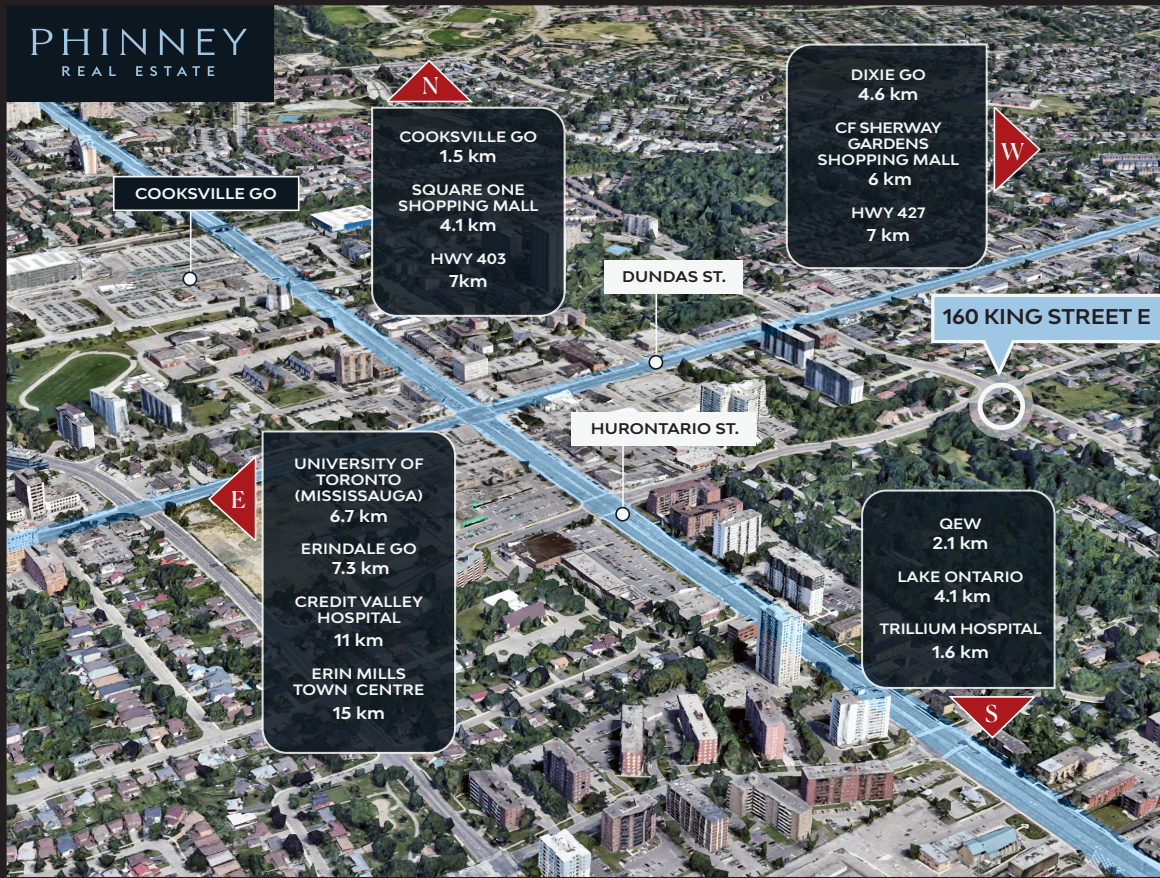 PHINNEY
REAL ESTATE
N
COOKSVILLE GO
1.5 km
SQUARE ONE
SHOPPING MALL
4.1 km
HWY 403
7km
DIXIE GO
4.6 km
CF SHERWAY
GARDENS
SHOPPING MALL
6 km
HWY 427
7 km
W
COOKSVILLE GO
DUNDAS ST.
160 KING STREET E
HURONTARIO ST.
E
UNIVERSITY OF
TORONTO
(MISSISSAUGA)
6.7 km
ERINDALE GO
7.3 km
CREDIT VALLEY
HOSPITAL
11 km
ERIN MILLS
TOWN CENTRE
15 km
QEW
2.1 km
LAKE ONTARIO
4.1 km
TRILLIUM HOSPITAL
1.6 km
S